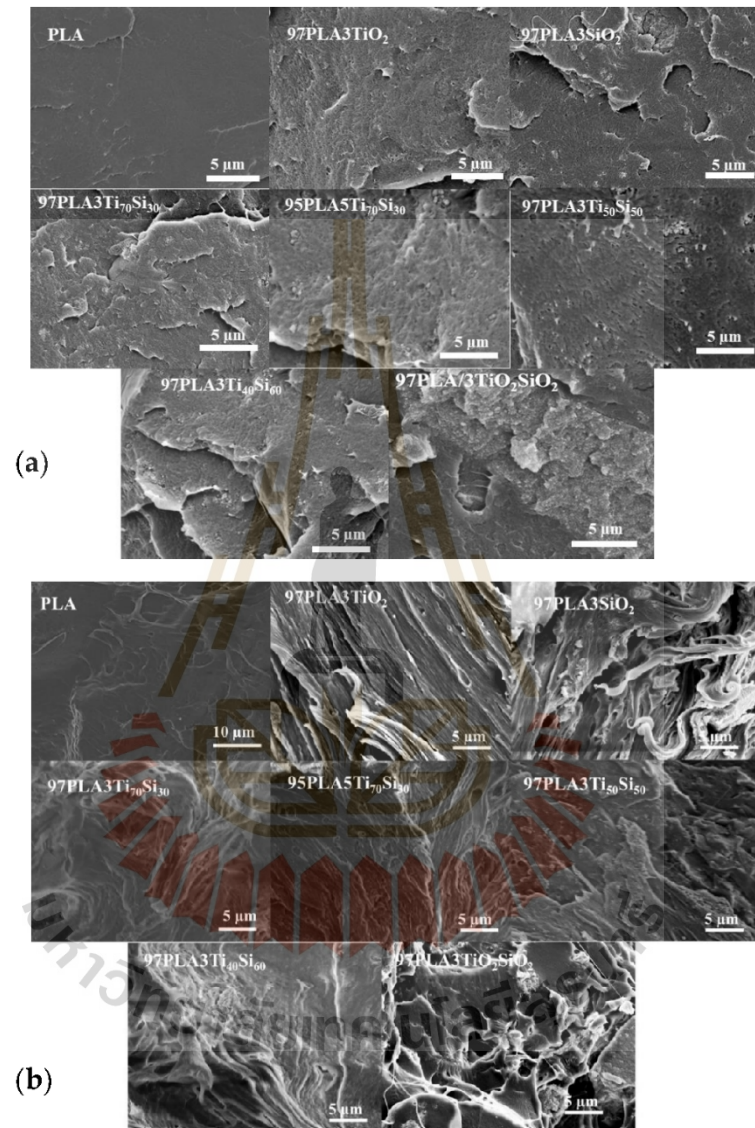 PLA 97PLA3TiO₂ 97PLA3SiO₂
5 µm 5 µm 5 µm
97PLA3Ti₇₀Si₃₀ 95PLA5Ti₇₀Si₃₀ 97PLA3Ti₅₀Si₅₀
5 µm 5 µm 5 µm
97PLA3Ti₄₀Si₆₀ 97PLA/3TiO₂SiO₂
(a)
5 µm 5 µm
PLA 97PLA3TiO₂ 97PLA3SiO₂
10 µm 5 µm 5 µm
97PLA3Ti₇₀Si₃₀ 95PLA5Ti₇₀Si₃₀ 97PLA3Ti₅₀Si₅₀
5 µm 5 µm 5 µm
97PLA3Ti₄₀Si₆₀ 97PLA3TiO₂SiO₂
(b)
5 µm 5 µm